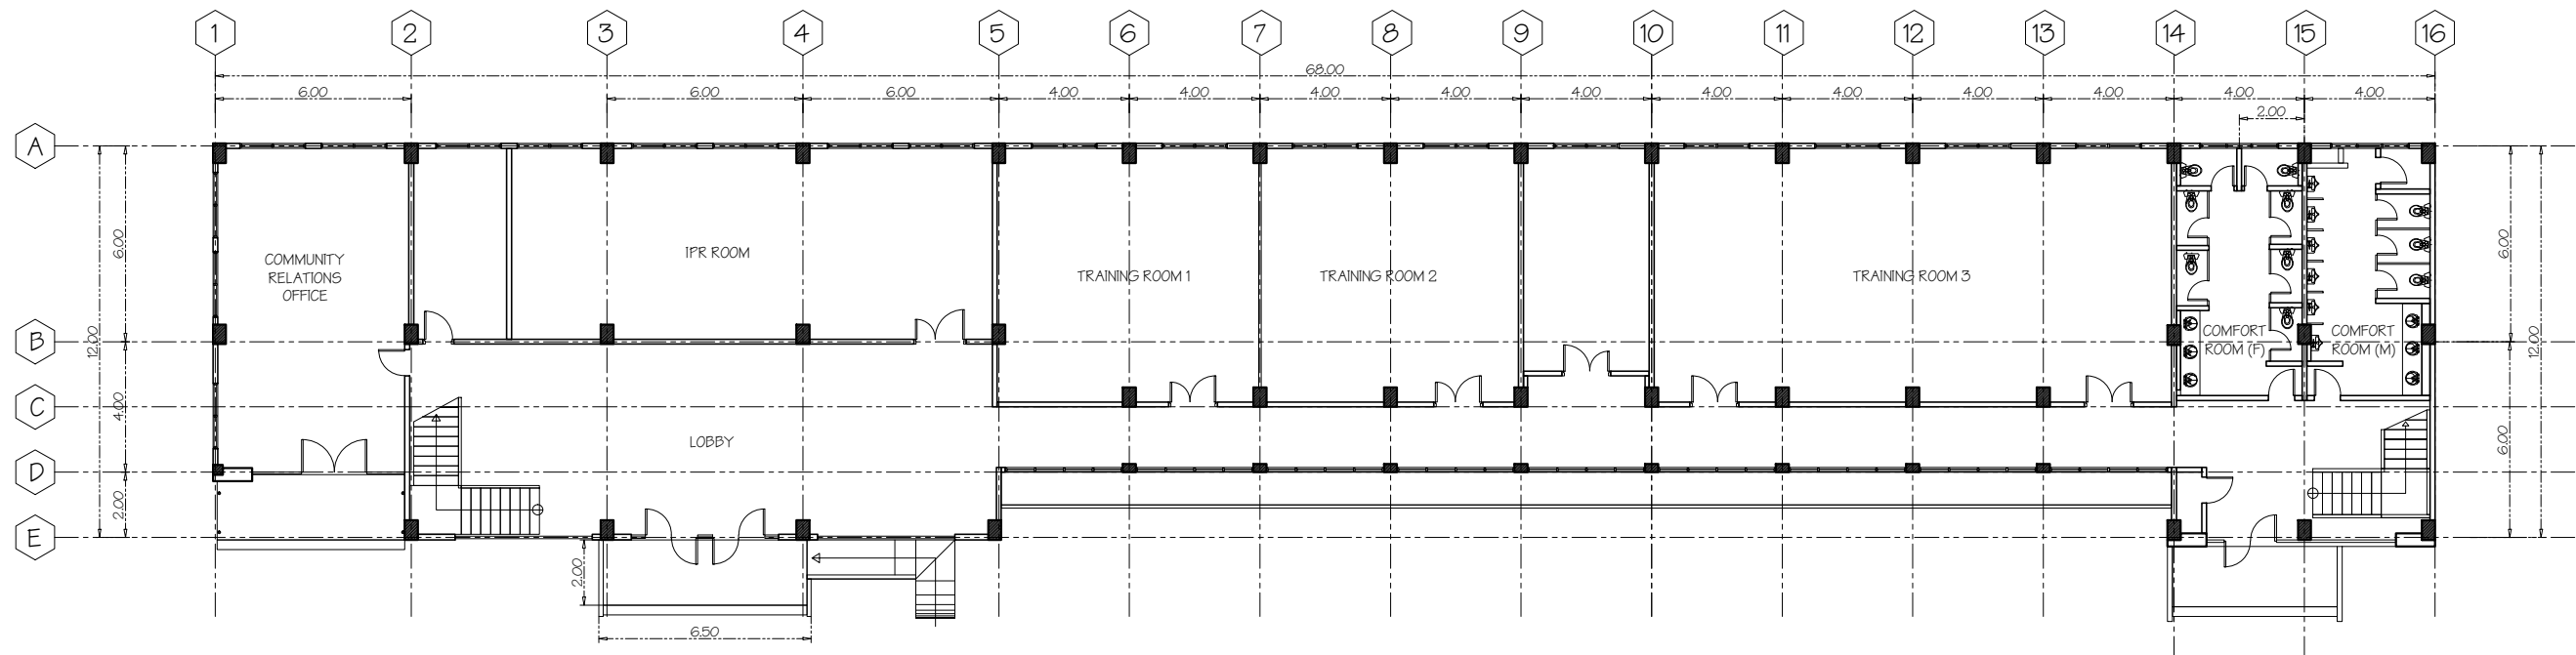 1 2 3 4 5 6 7 8 9 10 11 12 13 14 15 16
68.00
6.00 6.00 6.00 4.00 4.00 4.00 4.00 4.00 4.00 4.00 4.00 4.00 4.00 4.00
2.00
A
B
C
D
E
12.00
6.00
4.00
2.00
COMMUNITY
RELATIONS
OFFICE
IPR ROOM
LOBBY
TRAINING ROOM 1
TRAINING ROOM 2
TRAINING ROOM 3
COMFORT
ROOM (F)
COMFORT
ROOM (M)
6.00
6.00
12.00
2.00
6.50